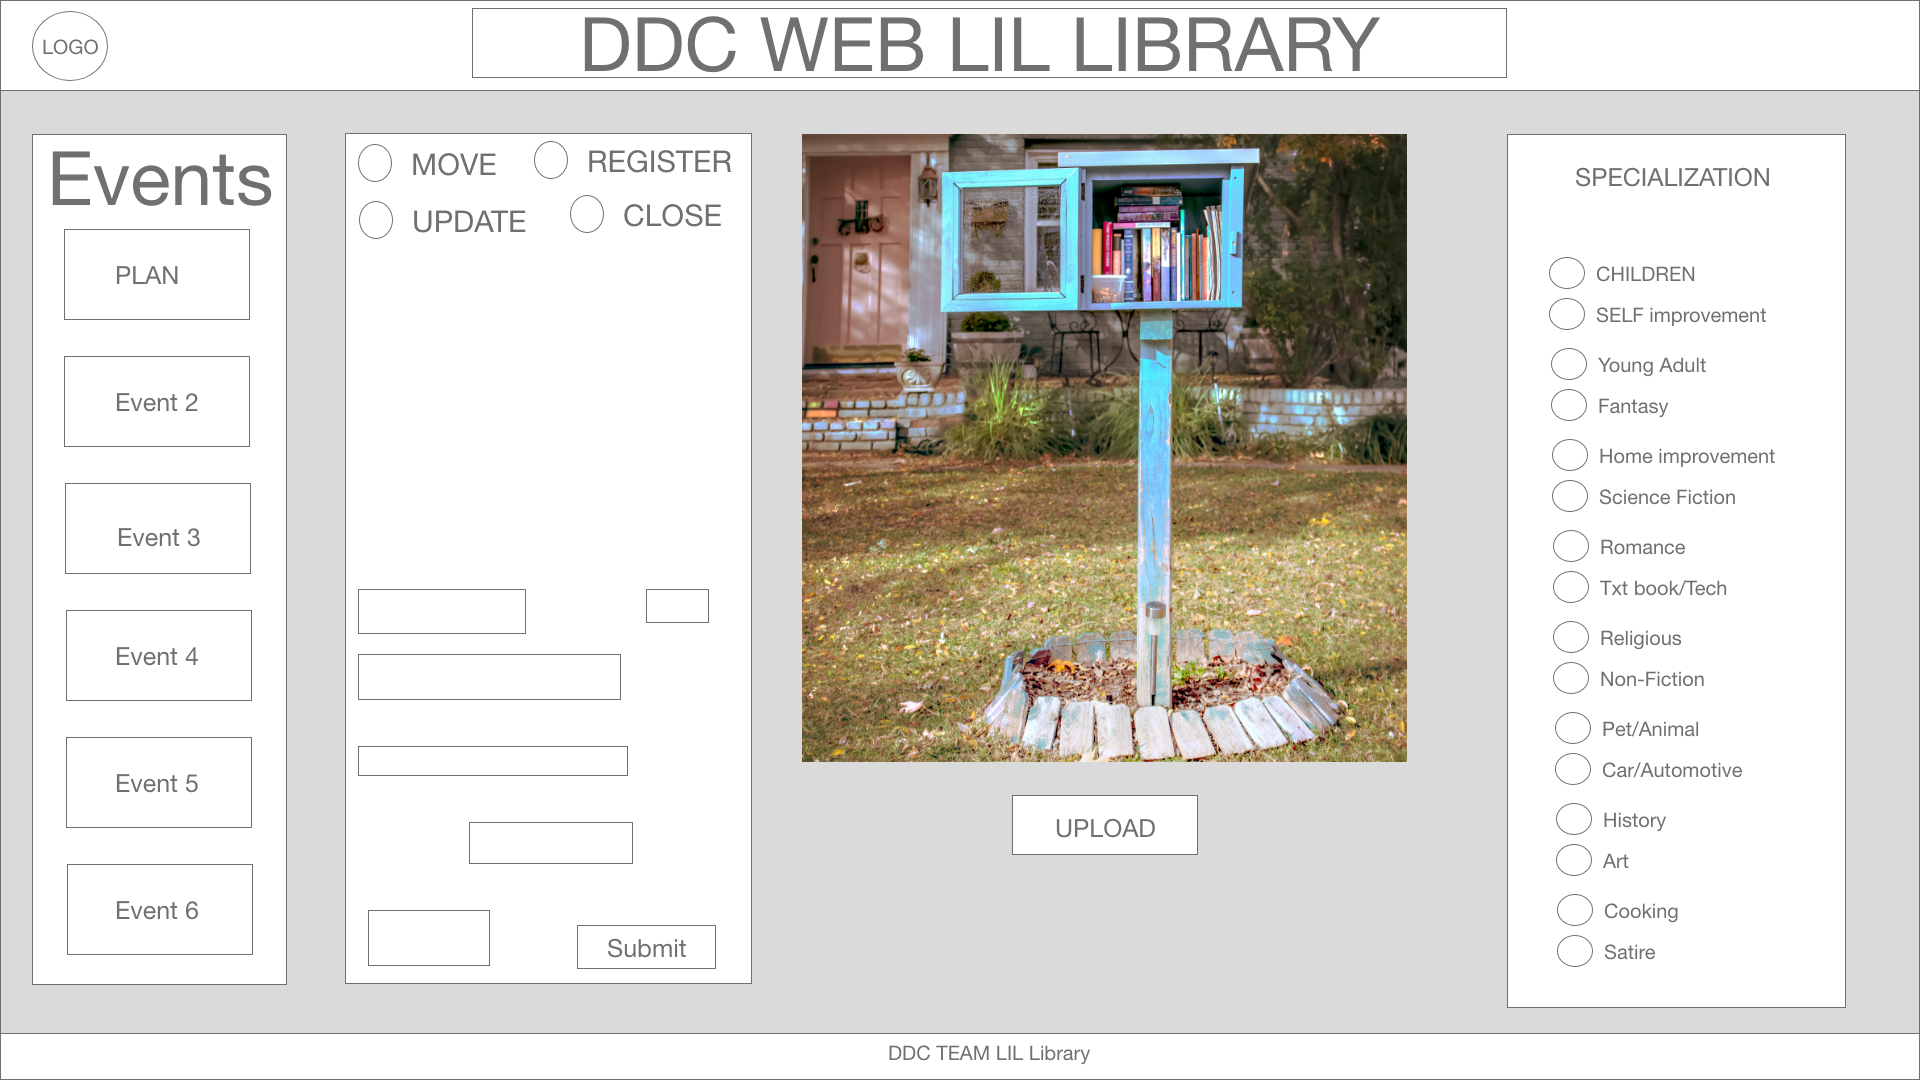 LOGO
DDC WEB LIL LIBRARY
Events
PLAN
Event 2
Event 3
Event 4
Event 5
Event 6
MOVE
REGISTER
UPDATE
CLOSE
Submit
UPLOAD
SPECIALIZATION
CHILDREN
SELF improvement
Young Adult
Fantasy
Home improvement
Science Fiction
Romance
Txt book/Tech
Religious
Non-Fiction
Pet/Animal
Car/Automotive
History
Art
Cooking
Satire
DDC TEAM LIL Library